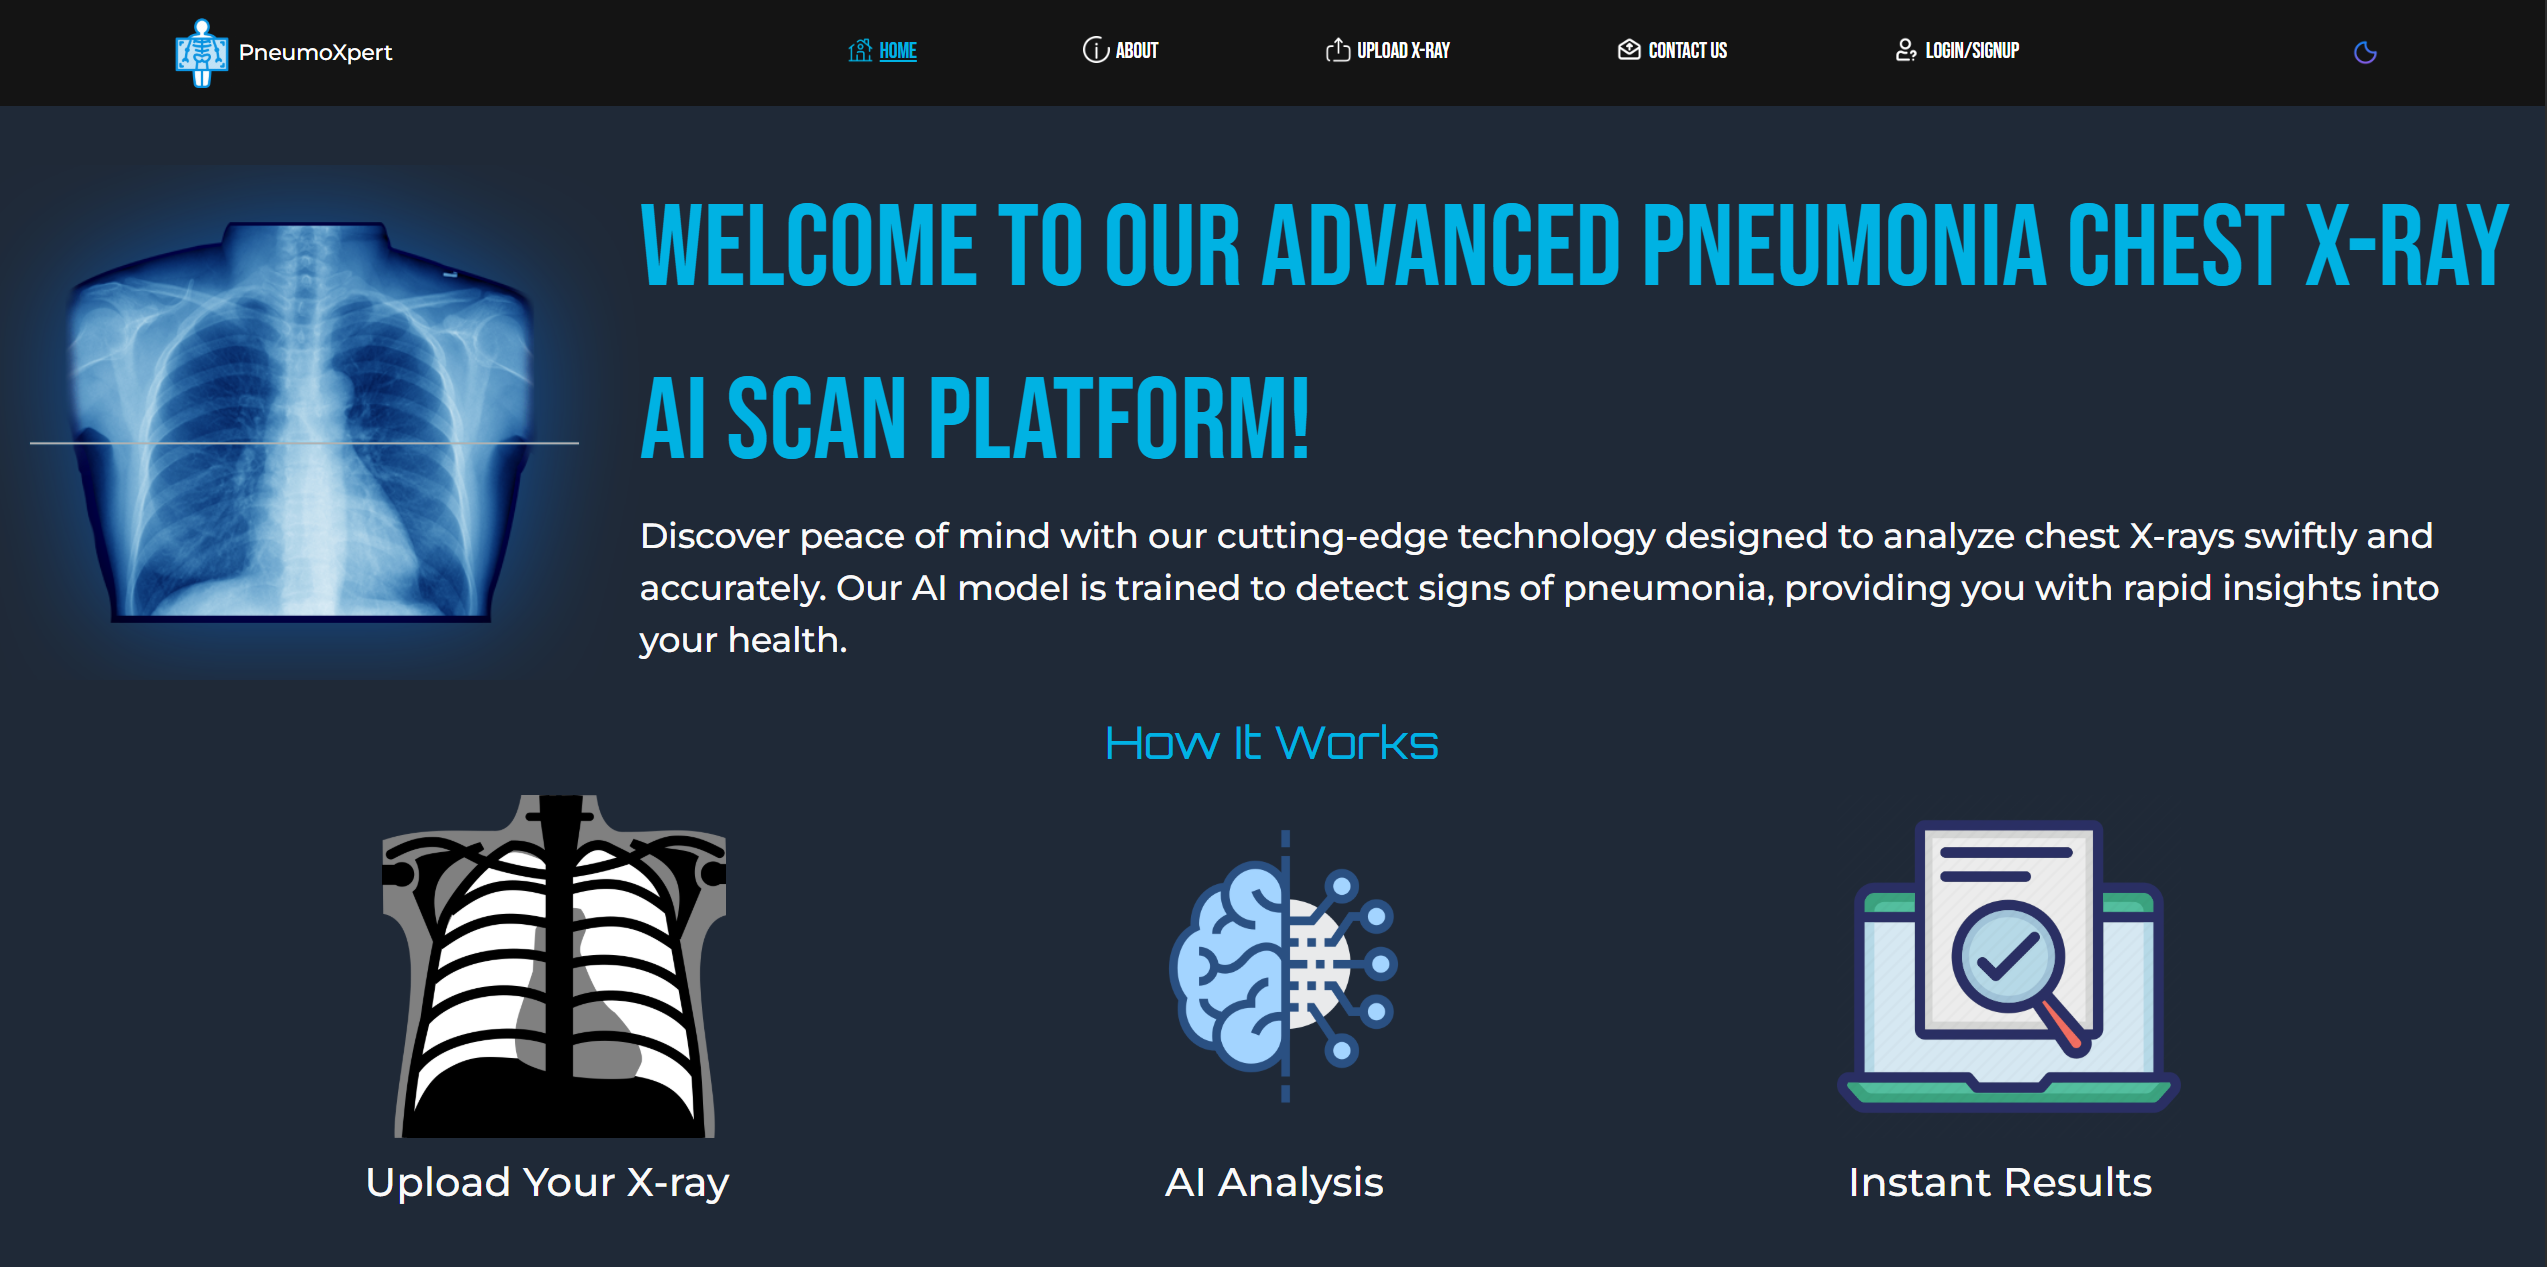 PneumoXpert
HOME
ABOUT
UPLOAD X-RAY
CONTACT US
LOGIN/SIGNUP
WELCOME TO OUR ADVANCED PNEUMONIA CHEST X-RAY
AI SCAN PLATFORM!
Discover peace of mind with our cutting-edge technology designed to analyze chest X-rays swiftly and
accurately. Our AI model is trained to detect signs of pneumonia, providing you with rapid insights into
your health.
How It Works
Upload Your X-ray
AI Analysis
Instant Results